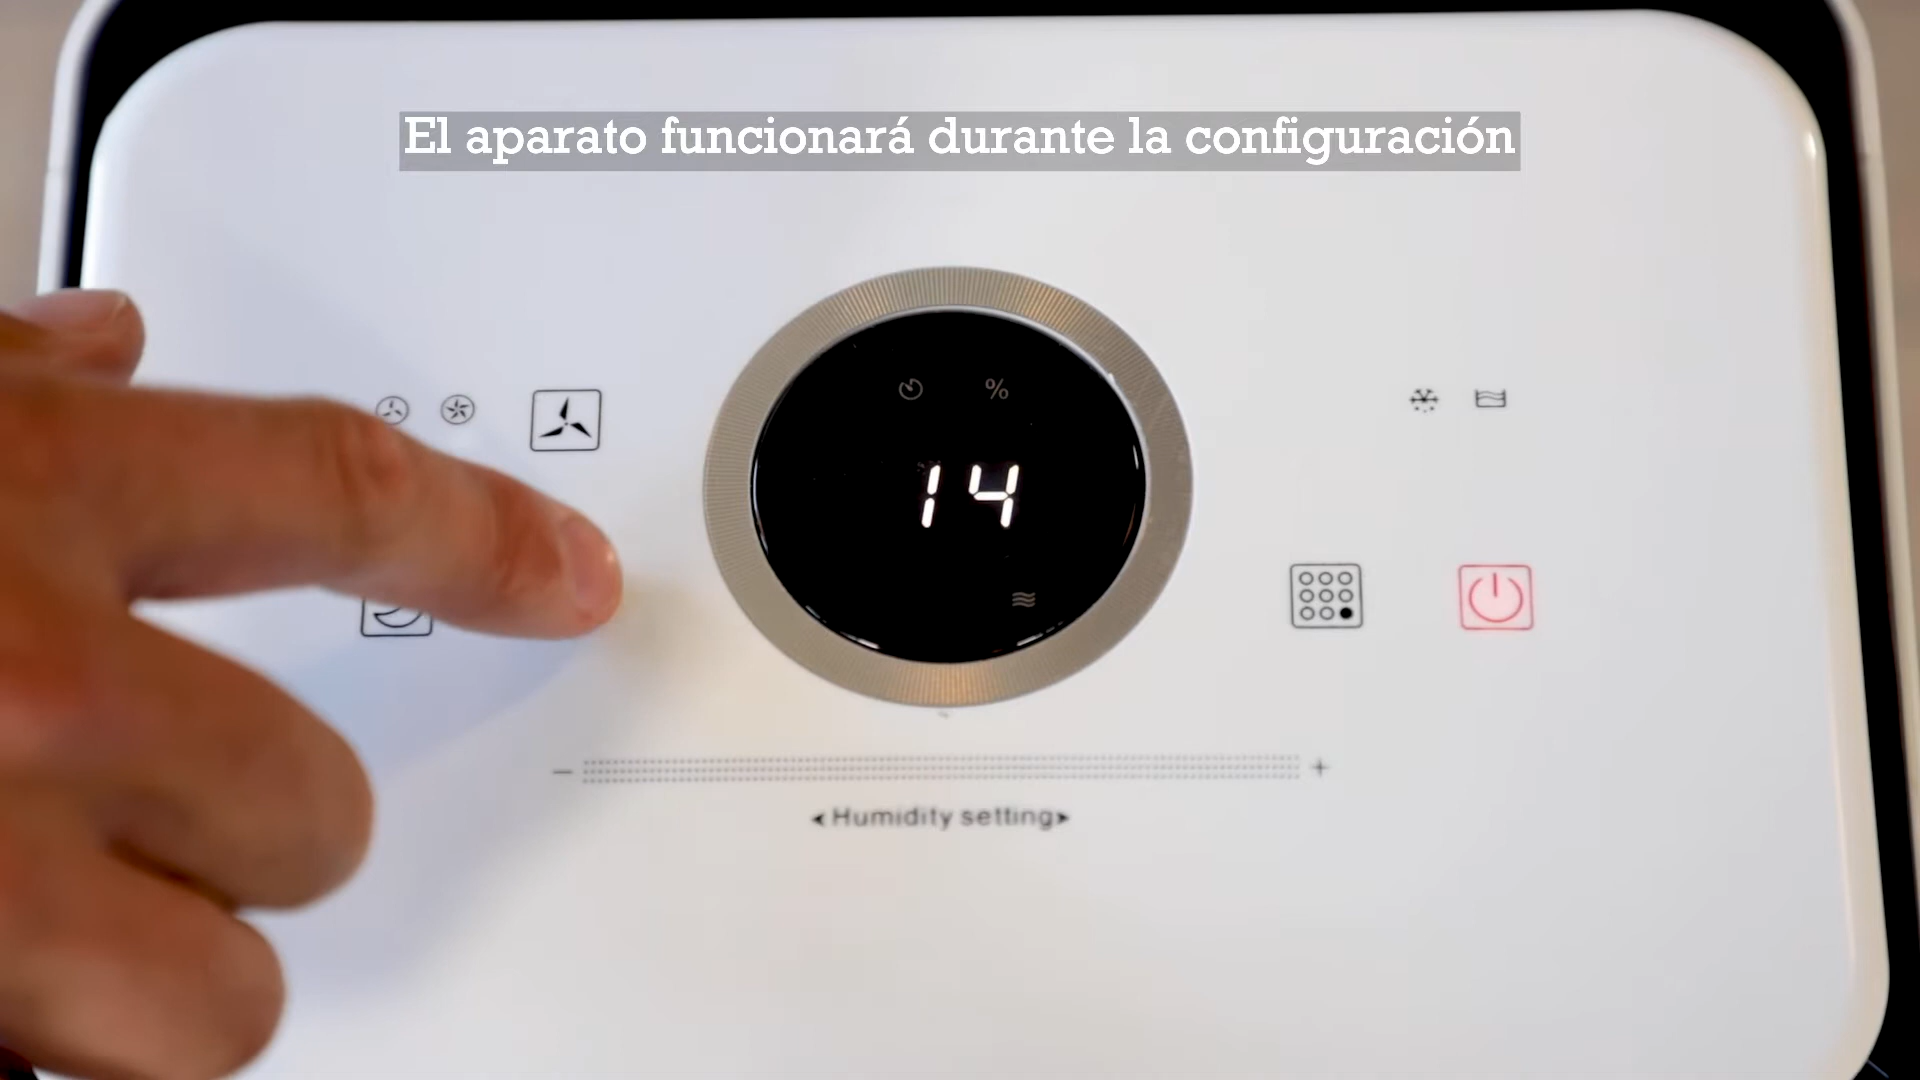 El aparato funcionará durante la configuración
%
14
− +
◄Humidity setting►